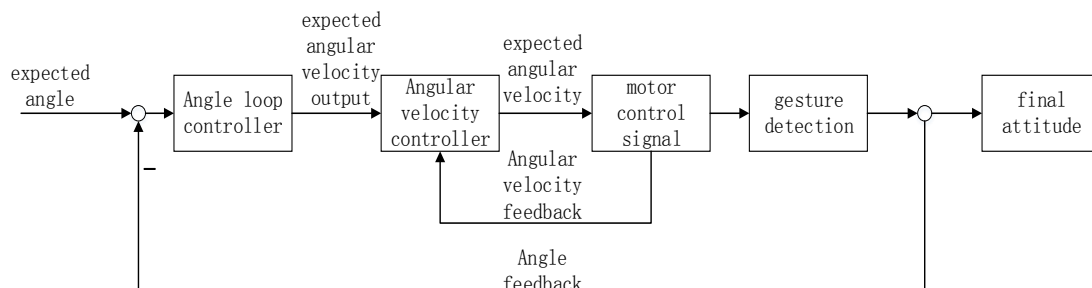 expected
angle
Angle loop
controller
expected
angular
velocity
output
Angular
velocity
controller
expected
angular
velocity
motor
control
signal
gesture
detection
final
attitude
Angular
velocity
feedback
Angle
feedback